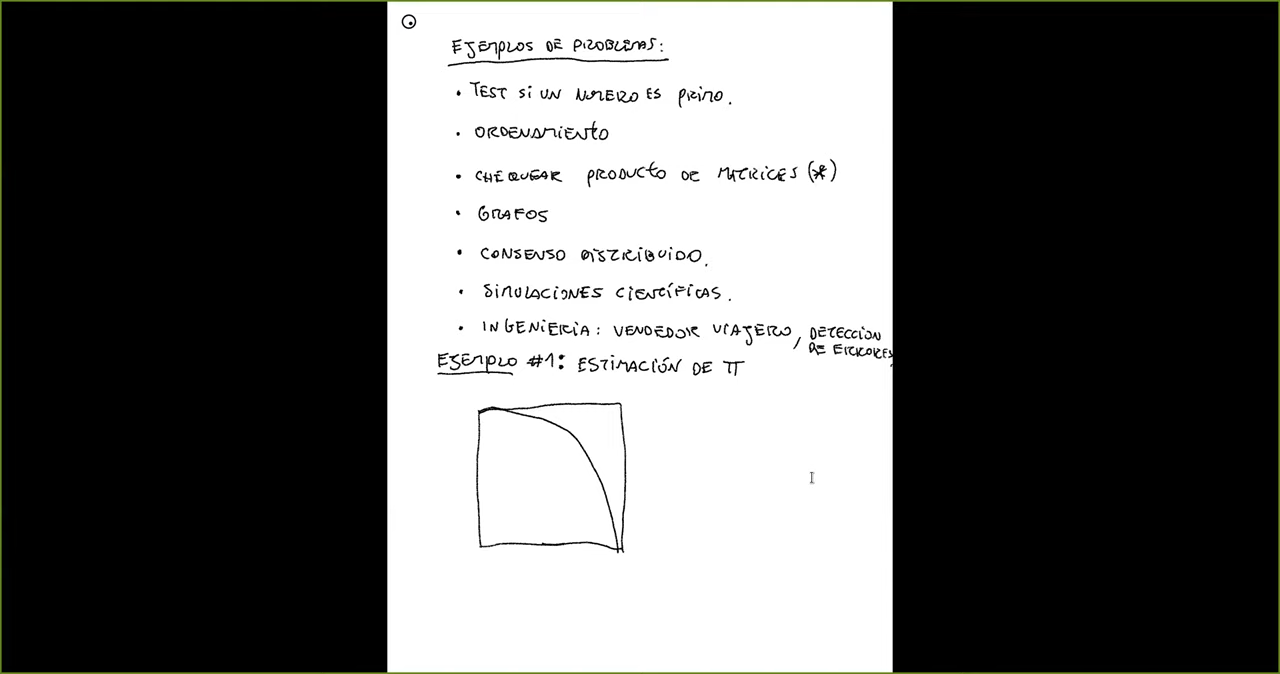 EJEMPLOS DE PROBLEMAS:
• TEST SI UN NUMERO ES PRIMO.
• ORDENAMIENTO
• CHEQUEAR PRODUCTO DE MATRICES (*)
• GRAFOS
• CONSENSO DISTRIBUIDO.
• SIMULACIONES CIENTÍFICAS.
• INGENIERIA: VENDEDOR VIAJERO, DETECCION
DE ERRORES.
EJEMPLO #1: ESTIMACIÓN DE π